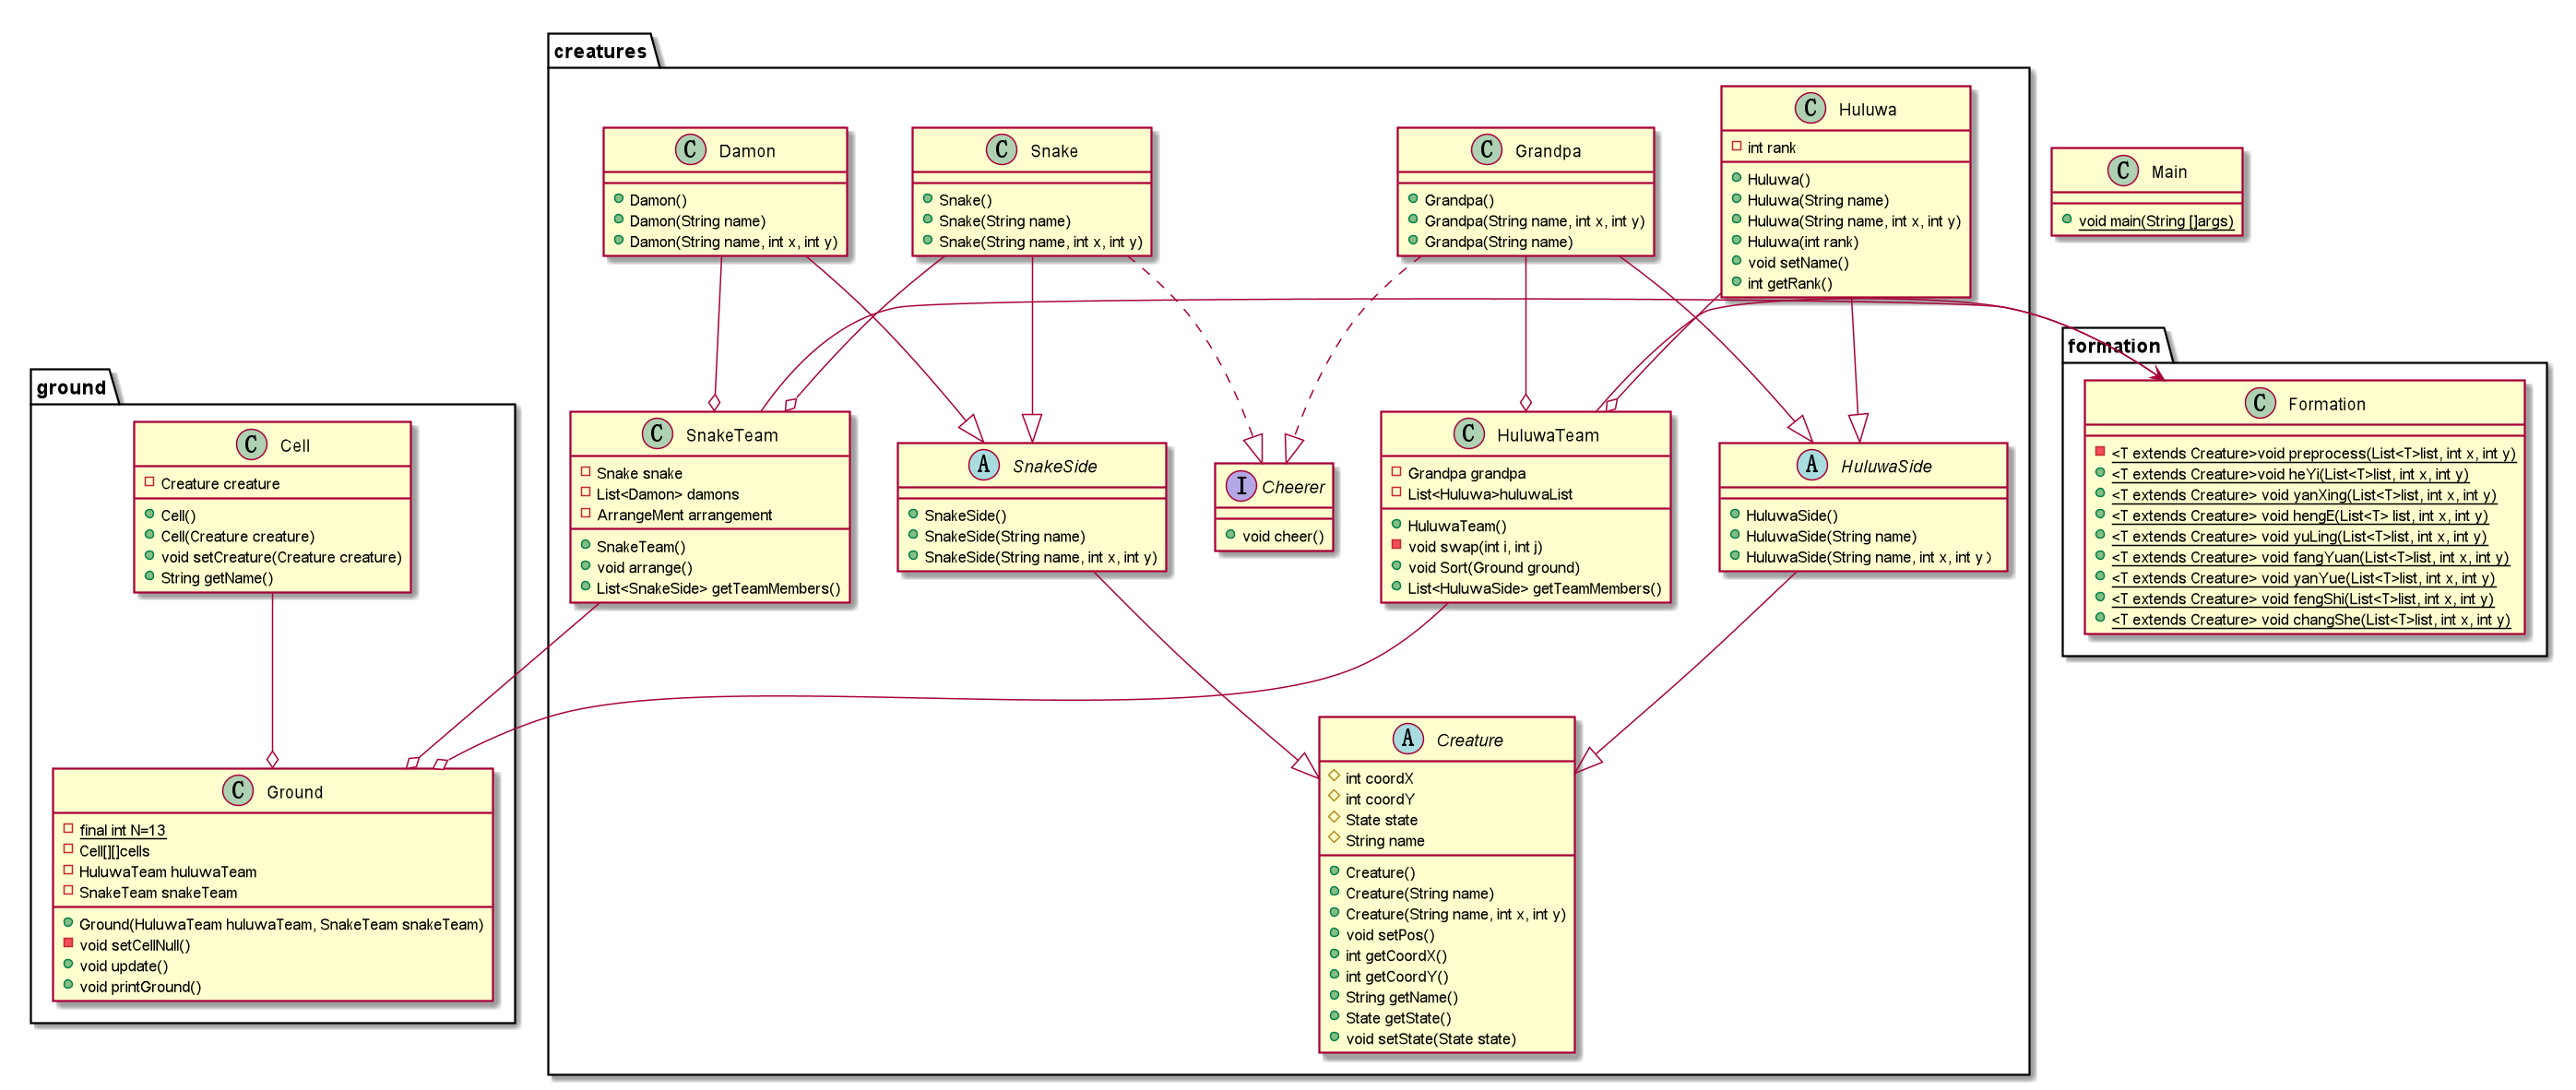 creatures
Damon
Damon()
Damon(String name)
Damon(String name, int x, int y)
Snake
Snake()
Snake(String name)
Snake(String name, int x, int y)
Grandpa
Grandpa()
Grandpa(String name, int x, int y)
Grandpa(String name)
Huluwa
int rank
Huluwa()
Huluwa(String name)
Huluwa(String name, int x, int y)
Huluwa(int rank)
void setName()
int getRank()
Main
void main(String []args)
ground
Cell
Creature creature
Cell()
Cell(Creature creature)
void setCreature(Creature creature)
String getName()
SnakeTeam
Snake snake
List<Damon> damons
ArrangeMent arrangement
SnakeTeam()
void arrange()
List<SnakeSide> getTeamMembers()
SnakeSide
SnakeSide()
SnakeSide(String name)
SnakeSide(String name, int x, int y)
Cheerer
void cheer()
HuluwaTeam
Grandpa grandpa
List<Huluwa>huluwaList
HuluwaTeam()
void swap(int i, int j)
void Sort(Ground ground)
List<HuluwaSide> getTeamMembers()
HuluwaSide
HuluwaSide()
HuluwaSide(String name)
HuluwaSide(String name, int x, int y )
formation
Formation
<T extends Creature>void preprocess(List<T>list, int x, int y)
<T extends Creature>void heYi(List<T>list, int x, int y)
<T extends Creature> void yanXing(List<T>list, int x, int y)
<T extends Creature> void hengE(List<T> list, int x, int y)
<T extends Creature> void yuLing(List<T>list, int x, int y)
<T extends Creature> void fangYuan(List<T>list, int x, int y)
<T extends Creature> void yanYue(List<T>list, int x, int y)
<T extends Creature> void fengShi(List<T>list, int x, int y)
<T extends Creature> void changShe(List<T>list, int x, int y)
Ground
final int N=13
Cell[][]cells
HuluwaTeam huluwaTeam
SnakeTeam snakeTeam
Ground(HuluwaTeam huluwaTeam, SnakeTeam snakeTeam)
void setCellNull()
void update()
void printGround()
Creature
int coordX
int coordY
State state
String name
Creature()
Creature(String name)
Creature(String name, int x, int y)
void setPos()
int getCoordX()
int getCoordY()
String getName()
State getState()
void setState(State state)